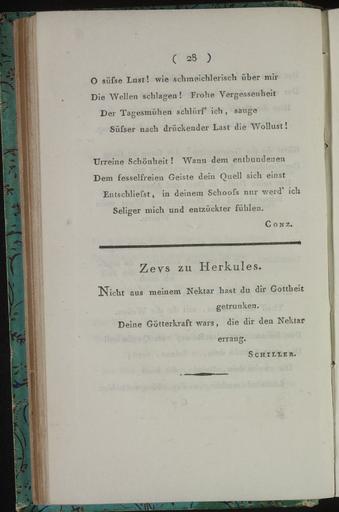 ( 28 )
O süſse Lust! wie schmeichlerisch über mir
Die Wellen schlagen! Frohe Vergessenheit
Der Tagesmühen schlürf' ich, sauge
Süſser nach drückender Last die Wollust!
Urreine Schönheit! Wann dem entbundenen
Dem fesselfreien Geiste dein Quell sich einst
Entschlieſst, in deinem Schooſs nur werd' ich
Seliger mich und entzückter fühlen.
CONZ.
Zevs zu Herkules.
Nicht aus meinem Nektar hast du dir Gottheit
getrunken.
Deine Götterkraft wars, die dir den Nektar
errang.
SCHILLER.